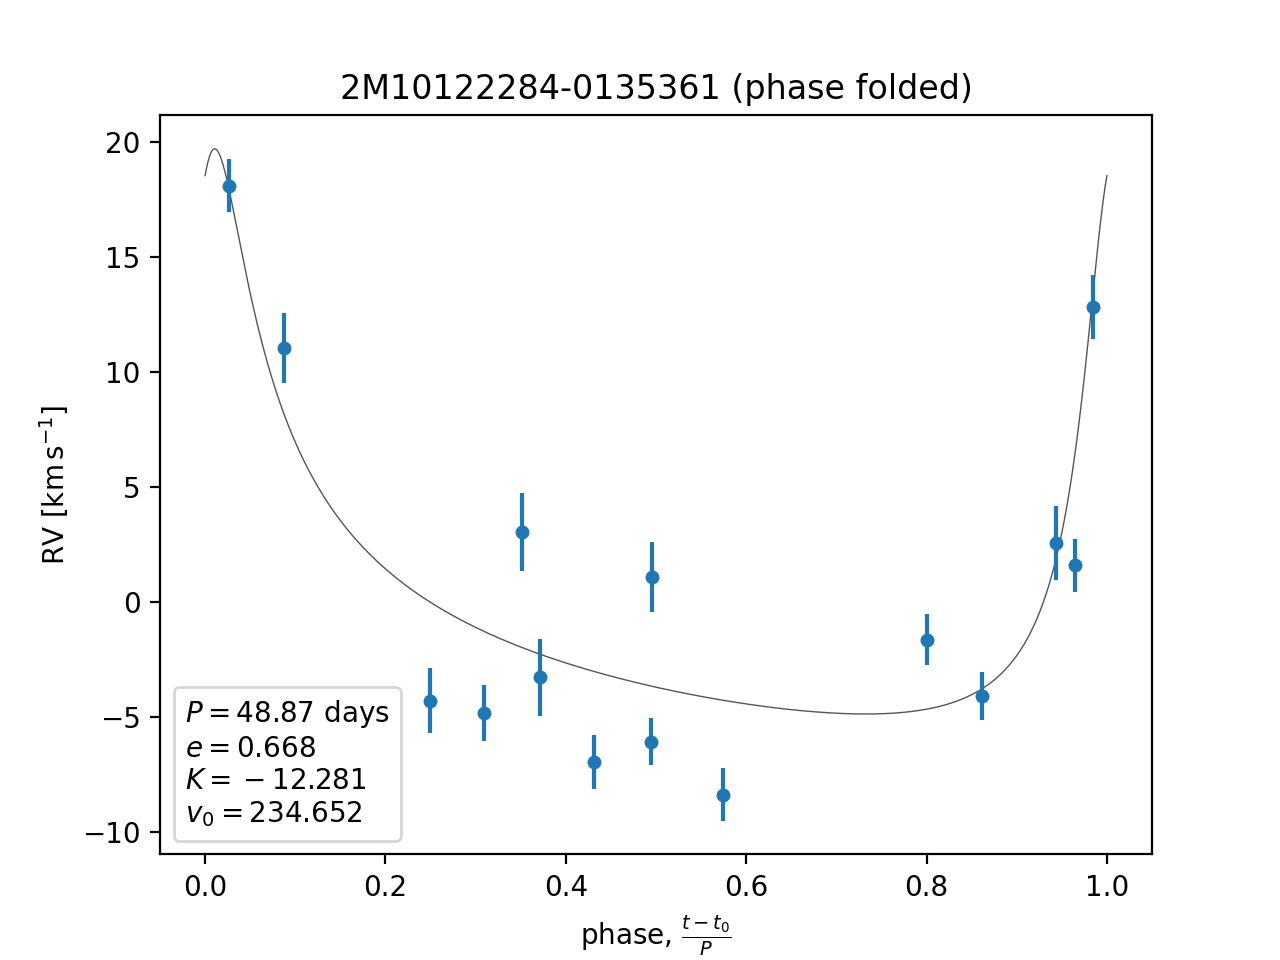 2M10122284-0135361 (phase folded)
20
15
10
5
0
−5
−10
RV [km s⁻¹]
P = 48.87 days
e = 0.668
K = −12.281
v₀ = 234.652
0.0 0.2 0.4 0.6 0.8 1.0
phase, (t − t₀)/P